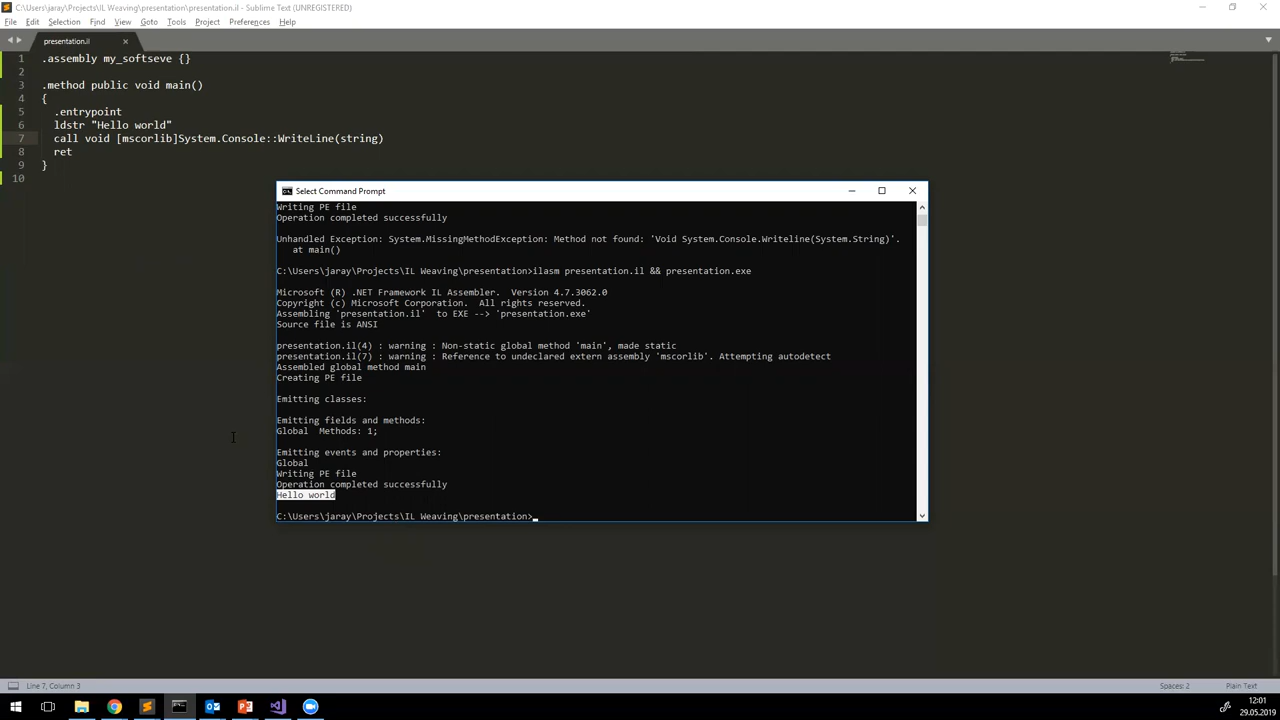 C:\Users\jaray\Projects\IL Weaving\presentation\presentation.il - Sublime Text (UNREGISTERED)
File Edit Selection Find View Goto Tools Project Preferences Help
presentation.il
1 .assembly my_softseve {}
2
3 .method public void main()
4 {
5 .entrypoint
6 ldstr "Hello world"
7 call void [mscorlib]System.Console::WriteLine(string)
8 ret
9 }
10
Select Command Prompt
Writing PE file
Operation completed successfully
Unhandled Exception: System.MissingMethodException: Method not found: 'Void System.Console.Writeline(System.String)'.
at main()
C:\Users\jaray\Projects\IL Weaving\presentation>ilasm presentation.il && presentation.exe
Microsoft (R) .NET Framework IL Assembler. Version 4.7.3062.0
Copyright (c) Microsoft Corporation. All rights reserved.
Assembling 'presentation.il' to EXE --> 'presentation.exe'
Source file is ANSI
presentation.il(4) : warning : Non-static global method 'main', made static
presentation.il(7) : warning : Reference to undeclared extern assembly 'mscorlib'. Attempting autodetect
Assembled global method main
Creating PE file
Emitting classes:
Emitting fields and methods:
Global Methods: 1;
Emitting events and properties:
Global
Writing PE file
Operation completed successfully
Hello world
C:\Users\jaray\Projects\IL Weaving\presentation>
Line 7, Column 3 Spaces: 2 Plain Text
12:01
29.05.2019